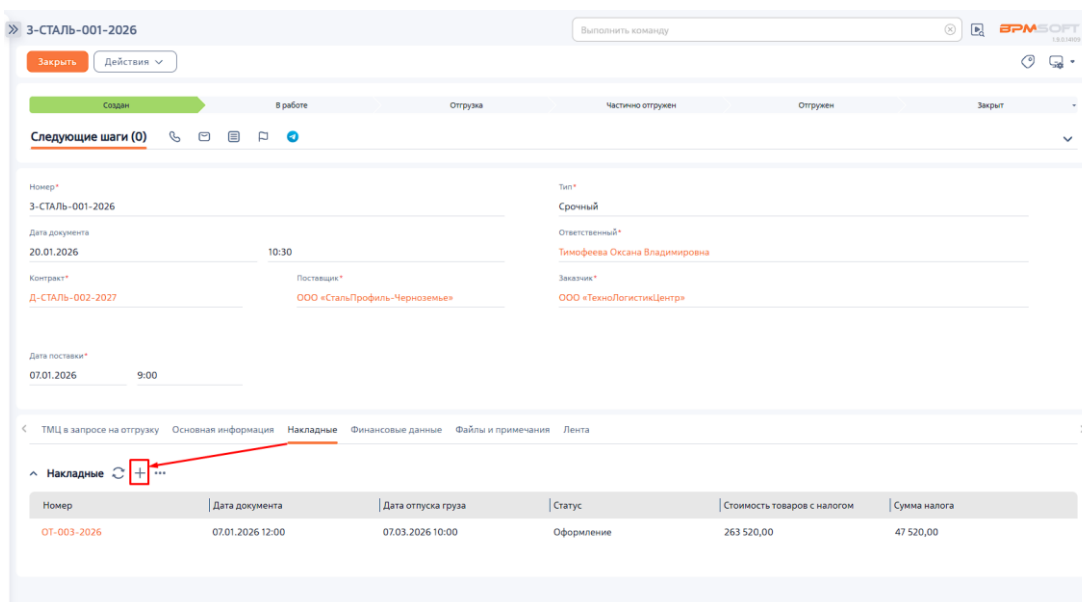 З-СТАЛЬ-001-2026
Выполнить команду
BPMSOFT
Закрыть
Действия
Создан
В работе
Отгрузка
Частично отгружен
Отгружен
Закрыт
Следующие шаги (0)
Номер*
Тип*
З-СТАЛЬ-001-2026
Срочный
Дата документа
Ответственный*
20.01.2026 10:30
Тимофеева Оксана Владимировна
Контракт*
Поставщик*
Заказчик*
Д-СТАЛЬ-002-2027
ООО «СтальПрофиль-Черноземье»
ООО «ТехноЛогистикЦентр»
Дата поставки*
07.01.2026 9:00
ТМЦ в запросе на отгрузку Основная информация Накладные Финансовые данные Файлы и примечания Лента
Накладные
Номер Дата документа Дата отпуска груза Статус Стоимость товаров с налогом Сумма налога
ОТ-003-2026 07.01.2026 12:00 07.03.2026 10:00 Оформление 263 520,00 47 520,00